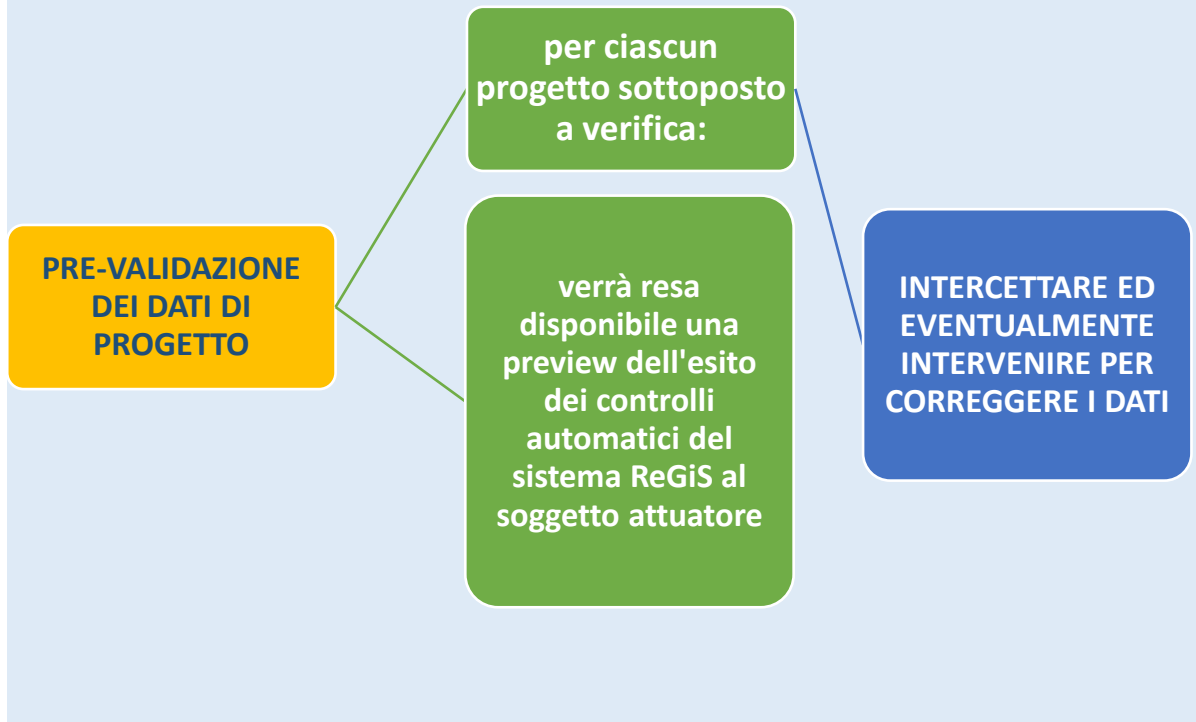 PRE-VALIDAZIONE
DEI DATI DI
PROGETTO
per ciascun
progetto sottoposto
a verifica:
verrà resa
disponibile una
preview dell'esito
dei controlli
automatici del
sistema ReGiS al
soggetto attuatore
INTERCETTARE ED
EVENTUALMENTE
INTERVENIRE PER
CORREGGERE I DATI